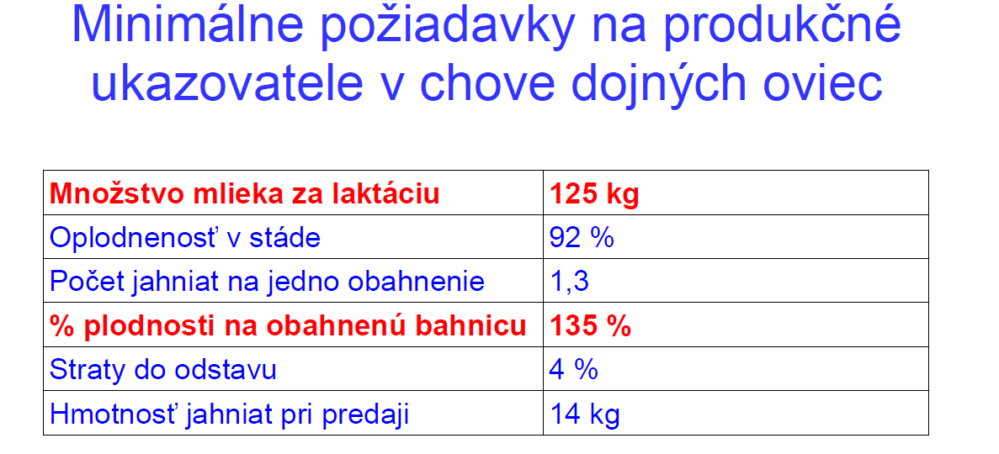 Minimálne požiadavky na produkčné
ukazovatele v chove dojných oviec
Množstvo mlieka za laktáciu 125 kg
Oplodnenosť v stáde 92 %
Počet jahniat na jedno obahnenie 1,3
% plodnosti na obahnenú bahnicu 135 %
Straty do odstavu 4 %
Hmotnosť jahniat pri predaji 14 kg